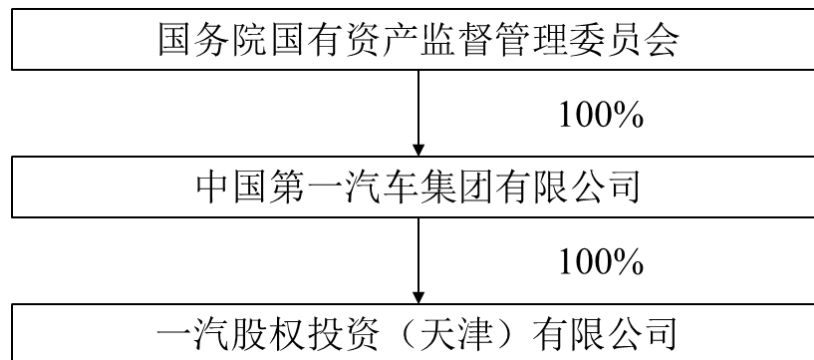 国务院国有资产监督管理委员会
100%
中国第一汽车集团有限公司
100%
一汽股权投资（天津）有限公司